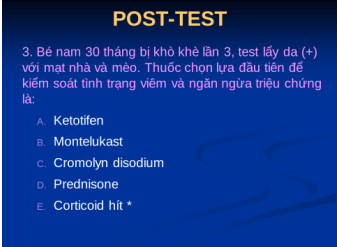 POST-TEST
3. Bé nam 30 tháng bị khò khè lần 3, test lẩy da (+)
với mạt nhà và mèo. Thuốc chọn lựa đầu tiên để
kiểm soát tình trạng viêm và ngăn ngừa triệu chứng
là:
A. Ketotifen
B. Montelukast
C. Cromolyn disodium
D. Prednisone
E. Corticoid hít *